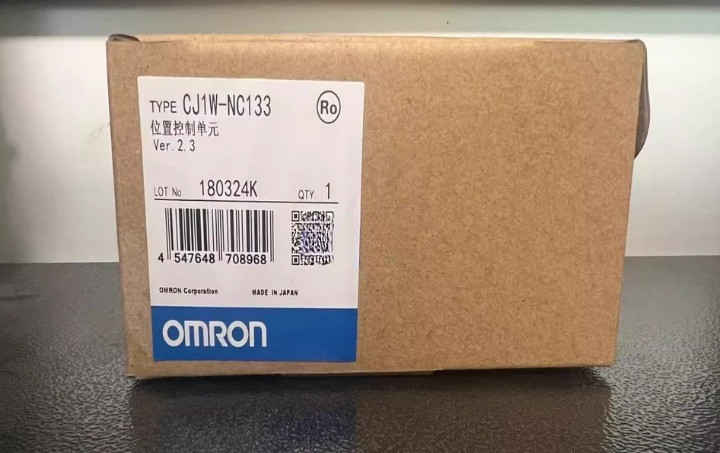 TYPE CJ1W-NC133
Ro
位置控制单元
Ver.2.3
LOT No 180324K QTY. 1
4 547648 708968
OMRON Corporation MADE IN JAPAN
OMRON